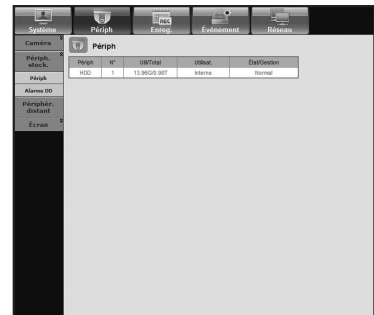 Système Périph Enreg. Événement Réseau
REC
Caméra
Périph. stock.
Périph
Alarme DD
Périphér. distant
Écran
Périph
Périph N° Util/Total Utilisat. État/Gestion
HDD 1 13.96G/0.98T Interne Normal